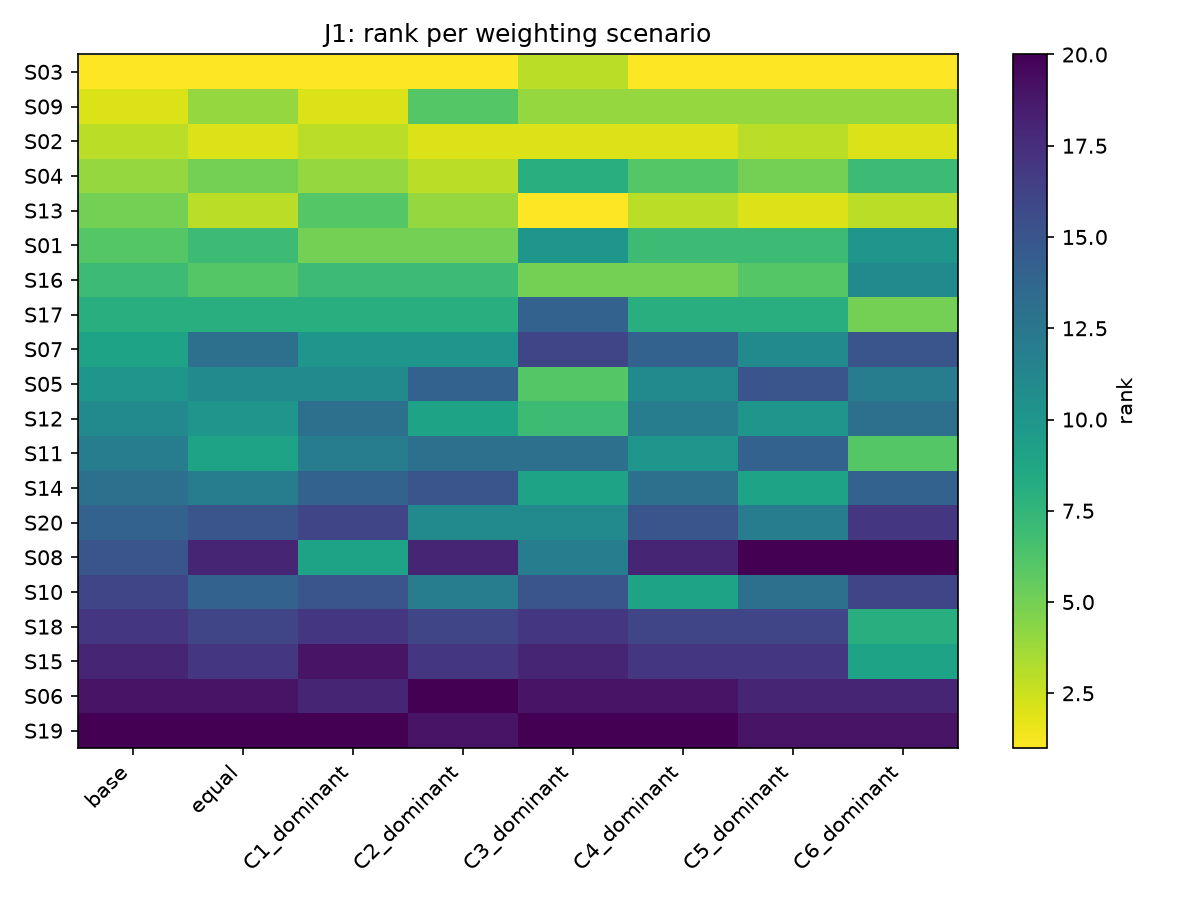 J1: rank per weighting scenario
S03
S09
S02
S04
S13
S01
S16
S17
S07
S05
S12
S11
S14
S20
S08
S10
S18
S15
S06
S19
base
equal
C1_dominant
C2_dominant
C3_dominant
C4_dominant
C5_dominant
C6_dominant
20.0
17.5
15.0
12.5
10.0
7.5
5.0
2.5
rank